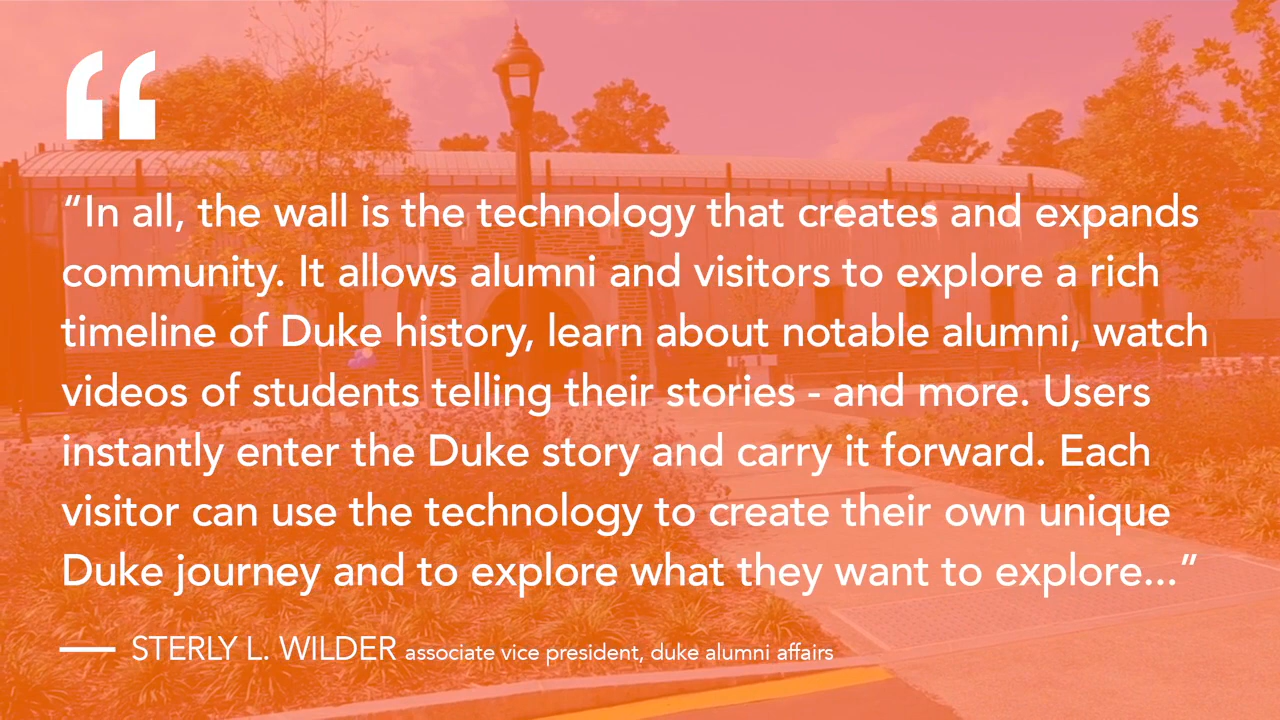 “
“In all, the wall is the technology that creates and expands
community. It allows alumni and visitors to explore a rich
timeline of Duke history, learn about notable alumni, watch
videos of students telling their stories - and more. Users
instantly enter the Duke story and carry it forward. Each
visitor can use the technology to create their own unique
Duke journey and to explore what they want to explore...”
— STERLY L. WILDER associate vice president, duke alumni affairs